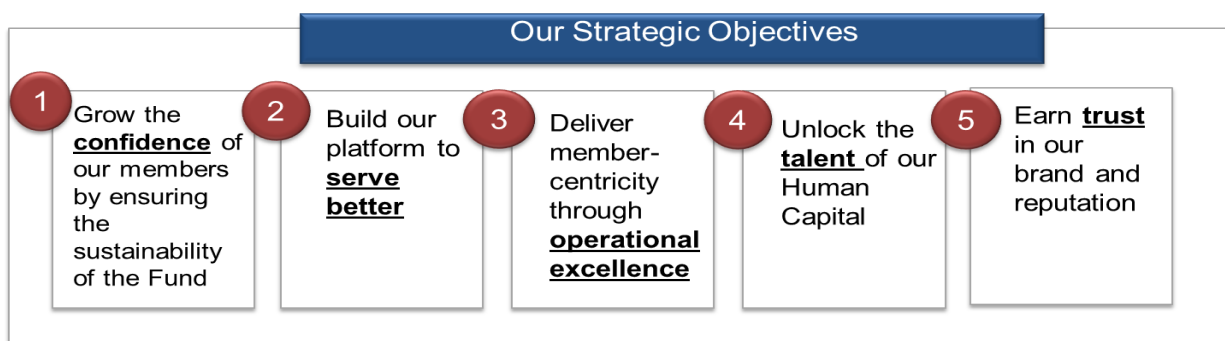 Our Strategic Objectives
1
Grow the
confidence of
our members
by ensuring
the
sustainability
of the Fund
2
Build our
platform to
serve
better
3
Deliver
member-
centricity
through
operational
excellence
4
Unlock the
talent of our
Human
Capital
5
Earn trust
in our
brand and
reputation